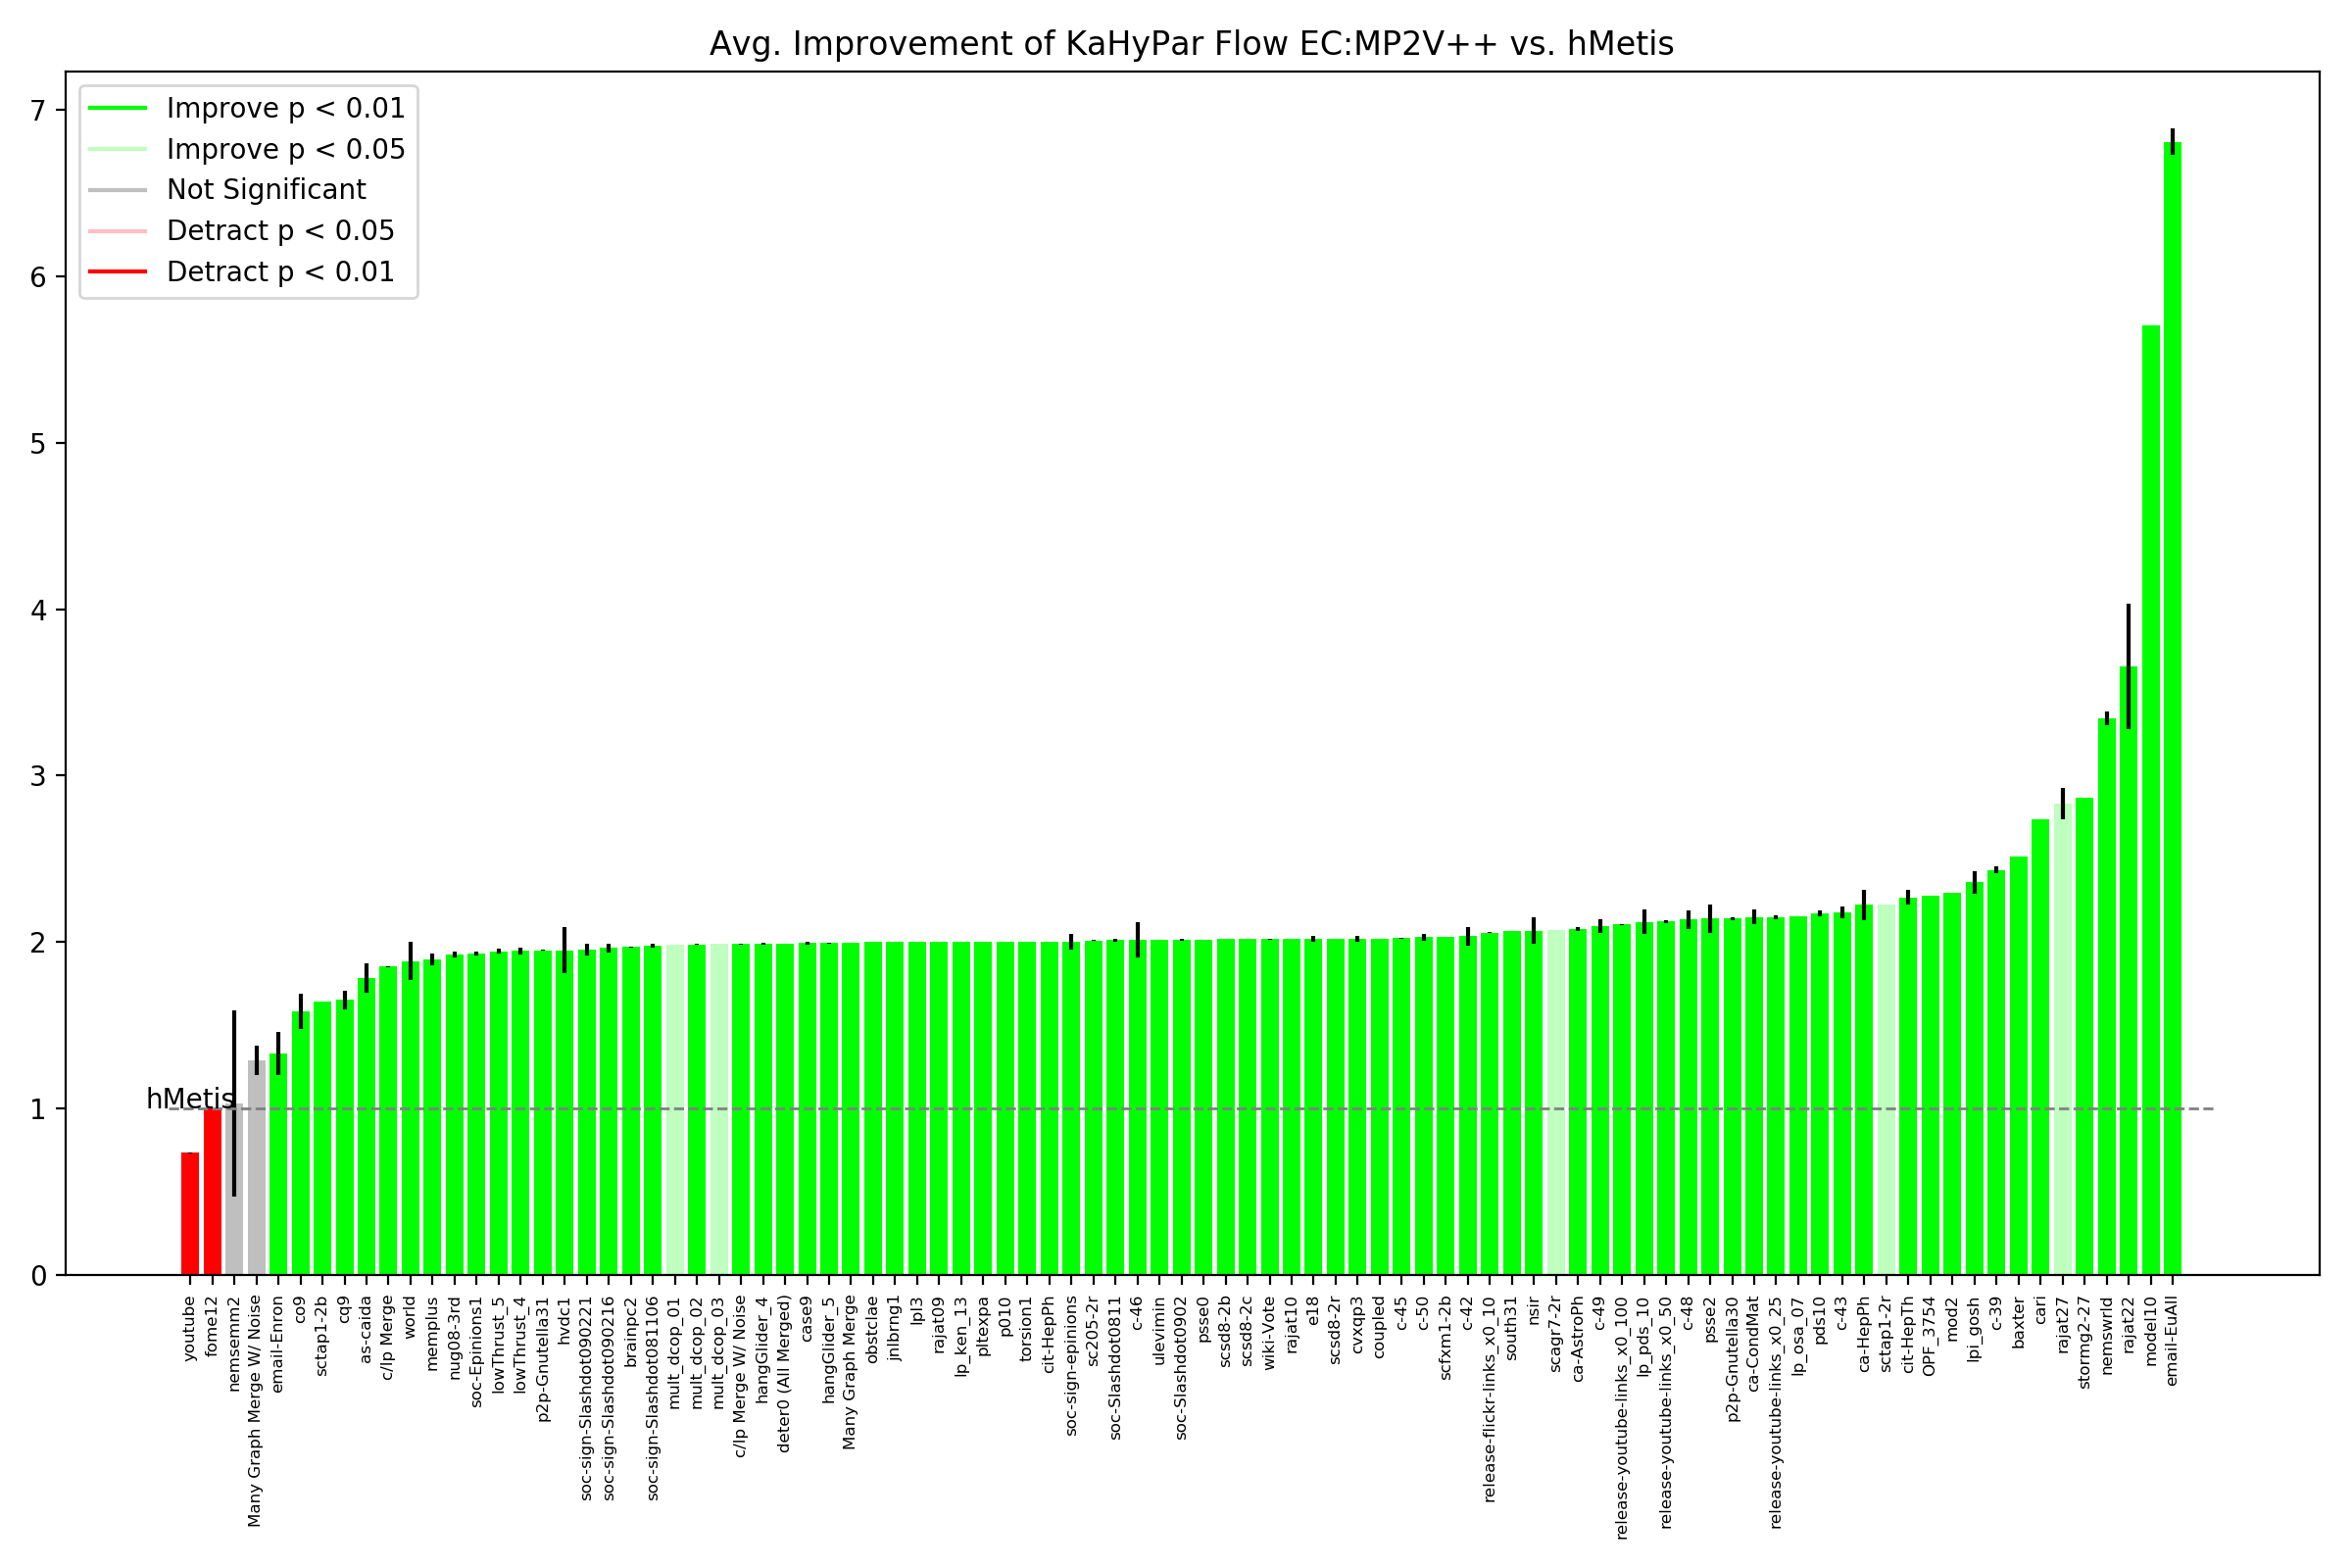 Avg. Improvement of KaHyPar Flow EC:MP2V++ vs. hMetis
7
6
5
4
3
2
1
0
Improve p < 0.01
Improve p < 0.05
Not Significant
Detract p < 0.05
Detract p < 0.01
hMetis
youtube
fome12
nemsemm2
Many Graph Merge W/ Noise
email-Enron
co9
sctap1-2b
cq9
as-caida
c/lp Merge
world
memplus
nug08-3rd
soc-Epinions1
lowThrust_5
lowThrust_4
p2p-Gnutella31
hvdc1
soc-sign-Slashdot090221
soc-sign-Slashdot090216
brainpc2
soc-sign-Slashdot081106
mult_dcop_01
mult_dcop_02
mult_dcop_03
c/lp Merge W/ Noise
hangGlider_4
deter0 (All Merged)
case9
hangGlider_5
Many Graph Merge
obstclae
jnlbrng1
lpl3
rajat09
lp_ken_13
pltexpa
p010
torsion1
cit-HepPh
soc-sign-epinions
sc205-2r
soc-Slashdot0811
c-46
ulevimin
soc-Slashdot0902
psse0
scsd8-2b
scsd8-2c
wiki-Vote
rajat10
e18
scsd8-2r
cvxqp3
coupled
c-45
c-50
scfxm1-2b
c-42
release-flickr-links_x0_10
south31
nsir
scagr7-2r
ca-AstroPh
c-49
release-youtube-links_x0_100
lp_pds_10
release-youtube-links_x0_50
c-48
psse2
p2p-Gnutella30
ca-CondMat
release-youtube-links_x0_25
lp_osa_07
pds10
c-43
ca-HepPh
sctap1-2r
cit-HepTh
OPF_3754
mod2
lpi_gosh
c-39
baxter
cari
rajat27
stormg2-27
nemswrld
rajat22
model10
email-EuAll